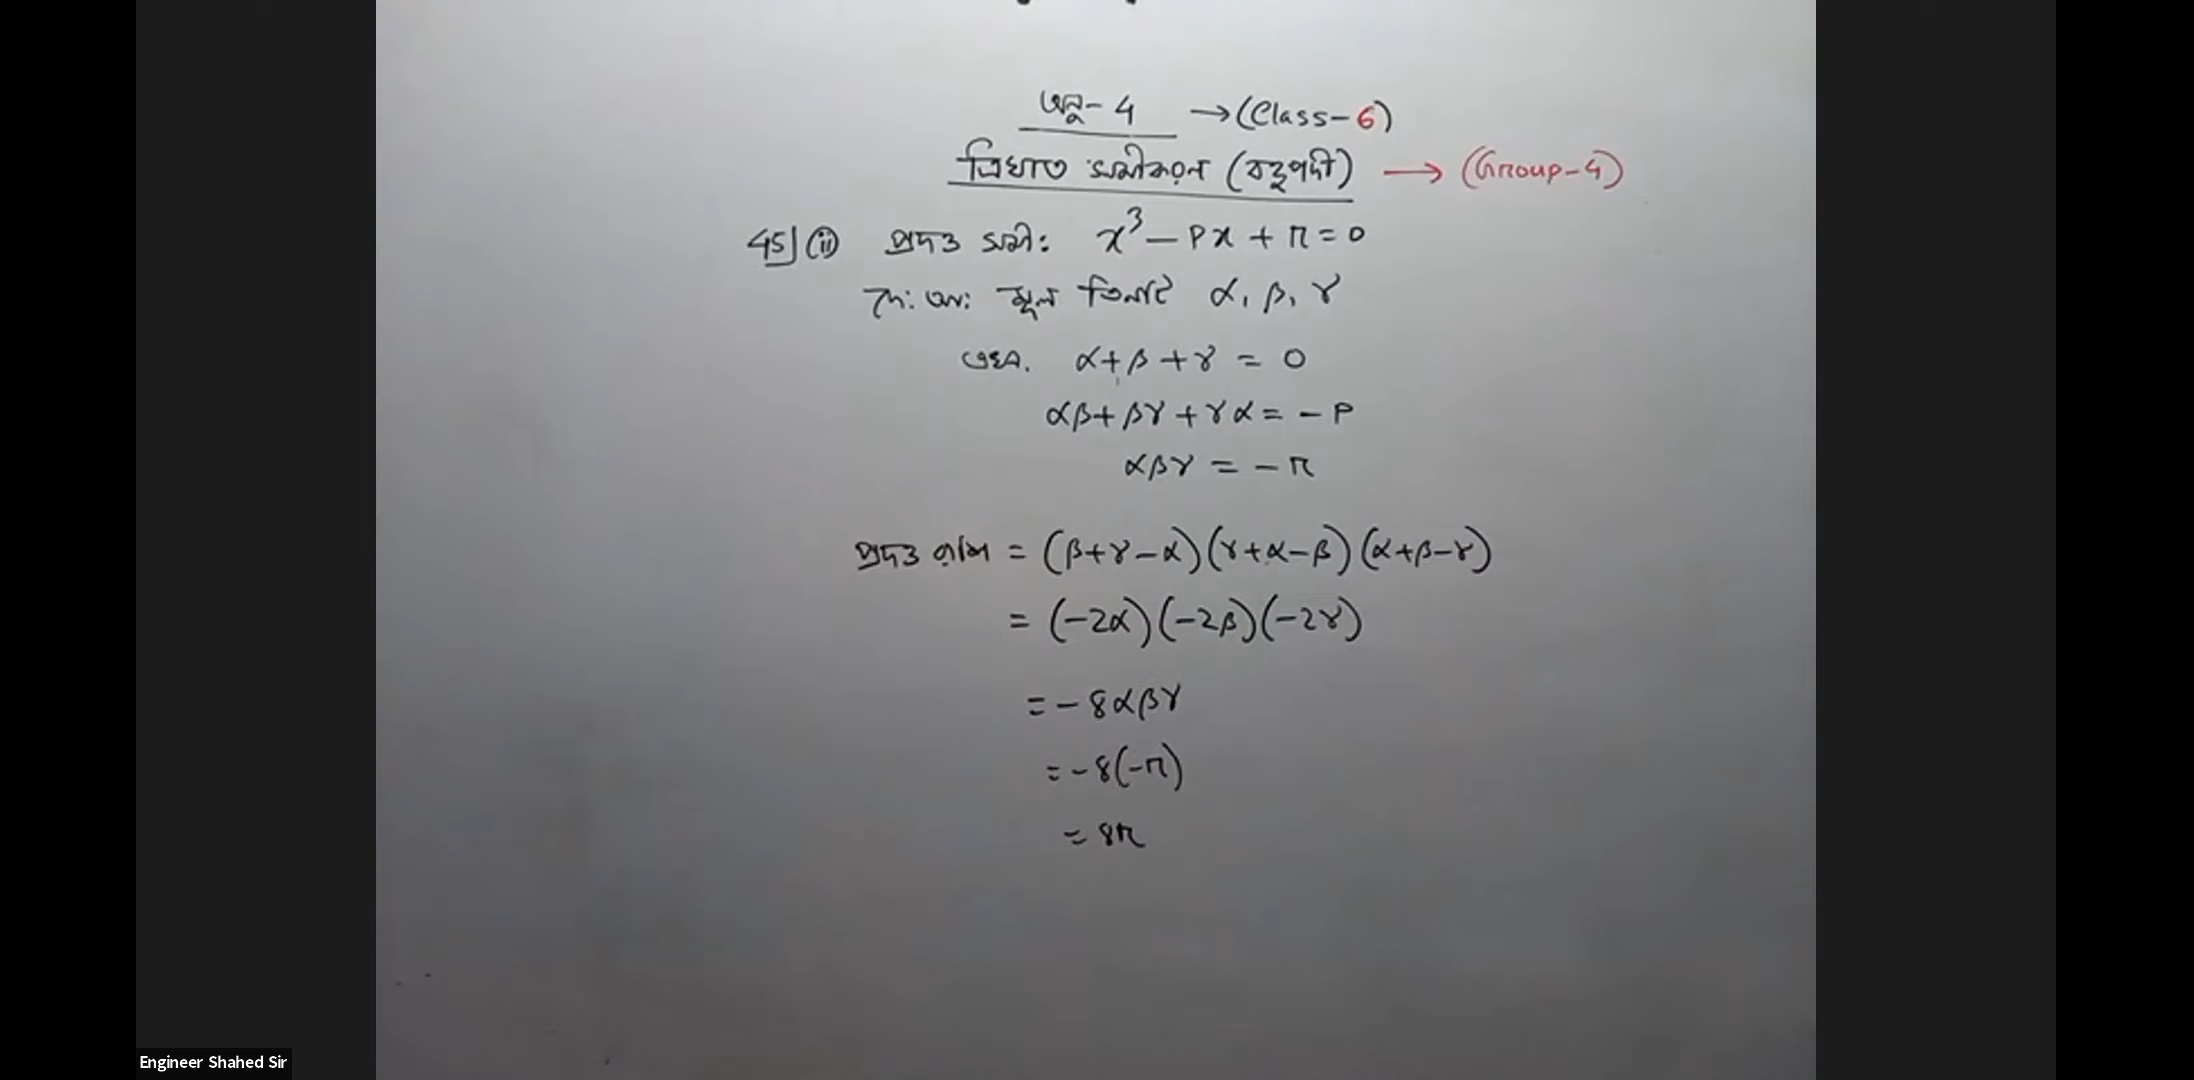 অনু- 4 → (Class-6)
ত্রিঘাত সমীকরণ (বহুপদী) → (Group-4)
45| (ii) প্রদত্ত সমী: x³ - px + r = 0
দে: আ: মূল তিনটি α, β, γ
α + β + γ = 0
αβ + βγ + γα = - p
αβγ = - r
প্রদত্ত রাশি = (β+γ-α)(γ+α-β)(α+β-γ)
= (-2α)(-2β)(-2γ)
= - 8αβγ
= - 8(-r)
= 8r
Engineer Shahed Sir